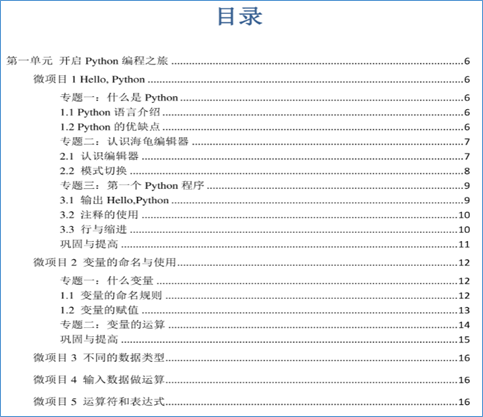 目录
第一单元 开启 Python 编程之旅 ........ 6
微项目 1 Hello, Python ........ 6
专题一：什么是 Python ........ 6
1.1 Python 语言介绍 ........ 6
1.2 Python 的优缺点 ........ 6
专题二：认识海龟编辑器 ........ 7
2.1 认识编辑器 ........ 7
2.2 模式切换 ........ 8
专题三：第一个 Python 程序 ........ 9
3.1 输出 Hello,Python ........ 9
3.2 注释的使用 ........ 10
3.3 行与缩进 ........ 10
巩固与提高 ........ 11
微项目 2 变量的命名与使用 ........ 12
专题一：什么变量 ........ 12
1.1 变量的命名规则 ........ 12
1.2 变量的赋值 ........ 13
专题二：变量的运算 ........ 14
巩固与提高 ........ 15
微项目 3 不同的数据类型 ........ 16
微项目 4 输入数据做运算 ........ 16
微项目 5 运算符和表达式 ........ 16